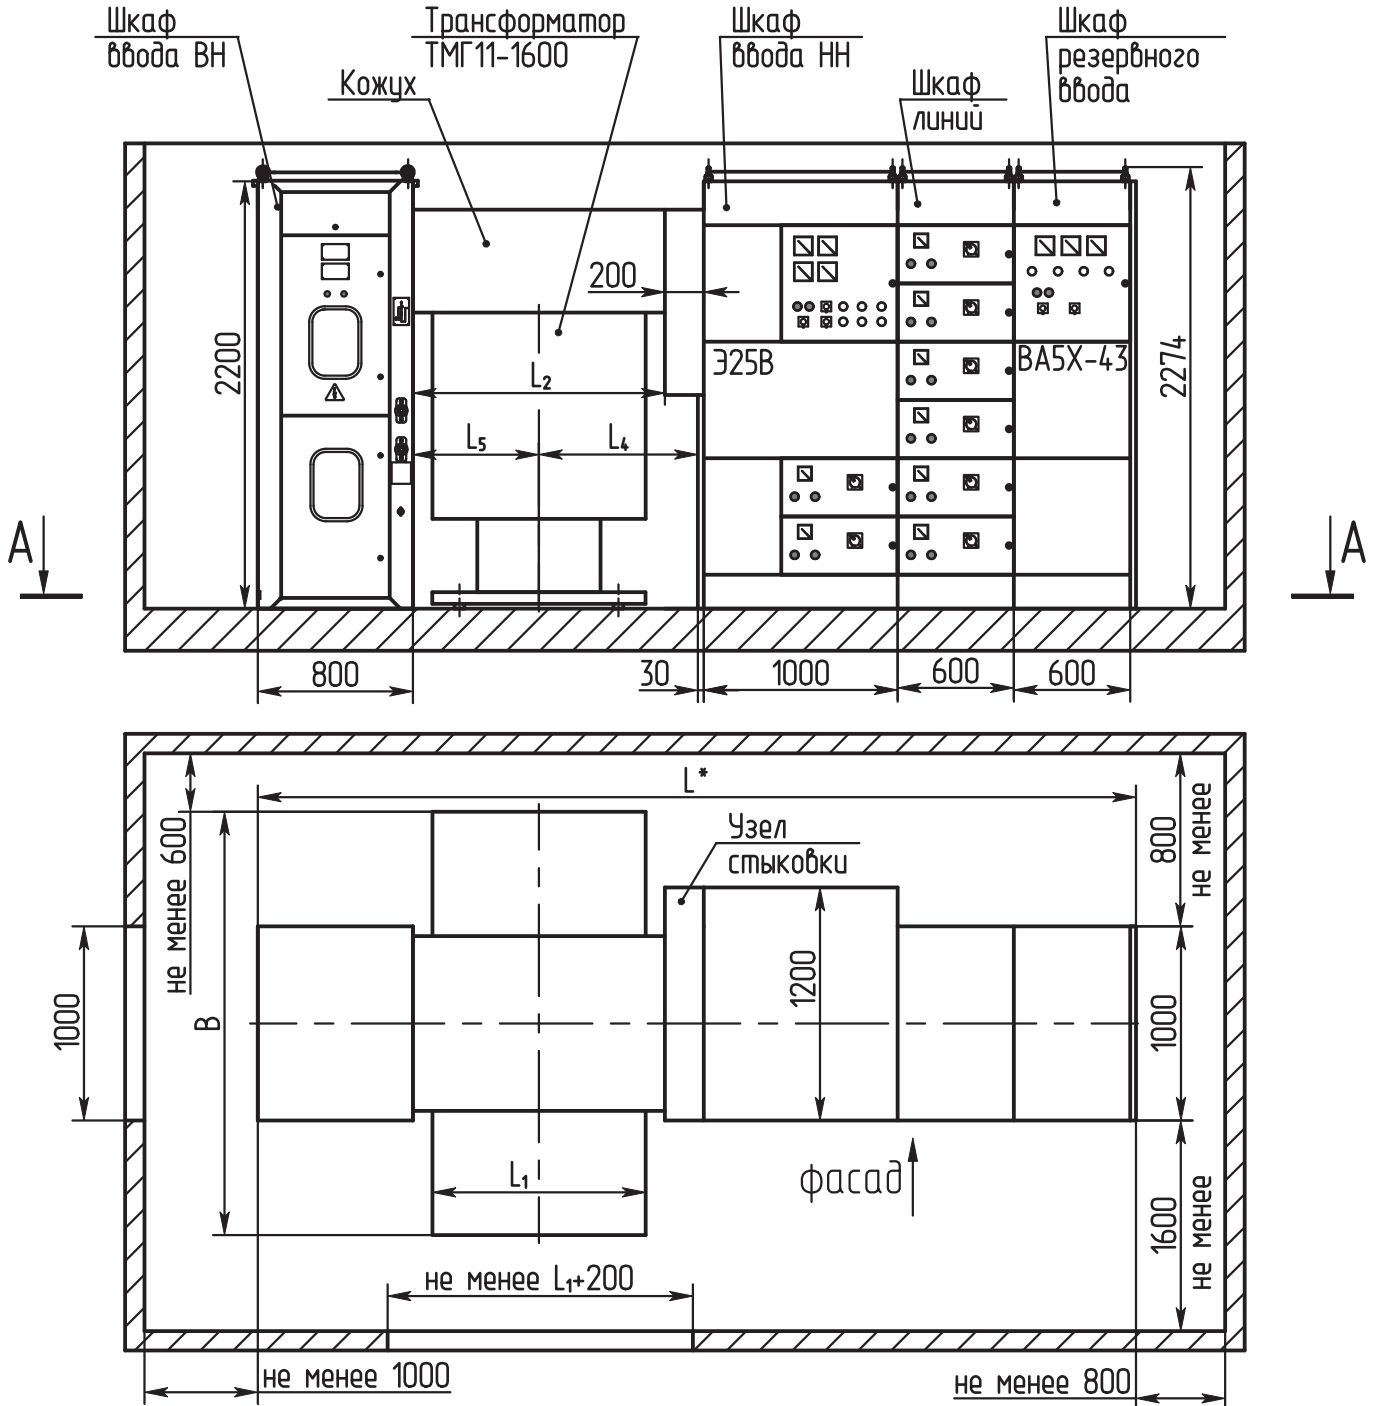 Шкаф
ввода ВН
Трансформатор
ТМГ11-1600
Кожух
Шкаф
ввода НН
Шкаф
линий
Шкаф
резервного
ввода
200
2200
L₂
L₅
L₄
Э25В
ВА5Х-43
2274
А
А
800
30
1000
600
600
L*
не менее 600
Узел
стыковки
800
не менее
1000
В
1200
1000
L₁
фасад
1600
не менее
не менее L₁+200
не менее 1000
не менее 800